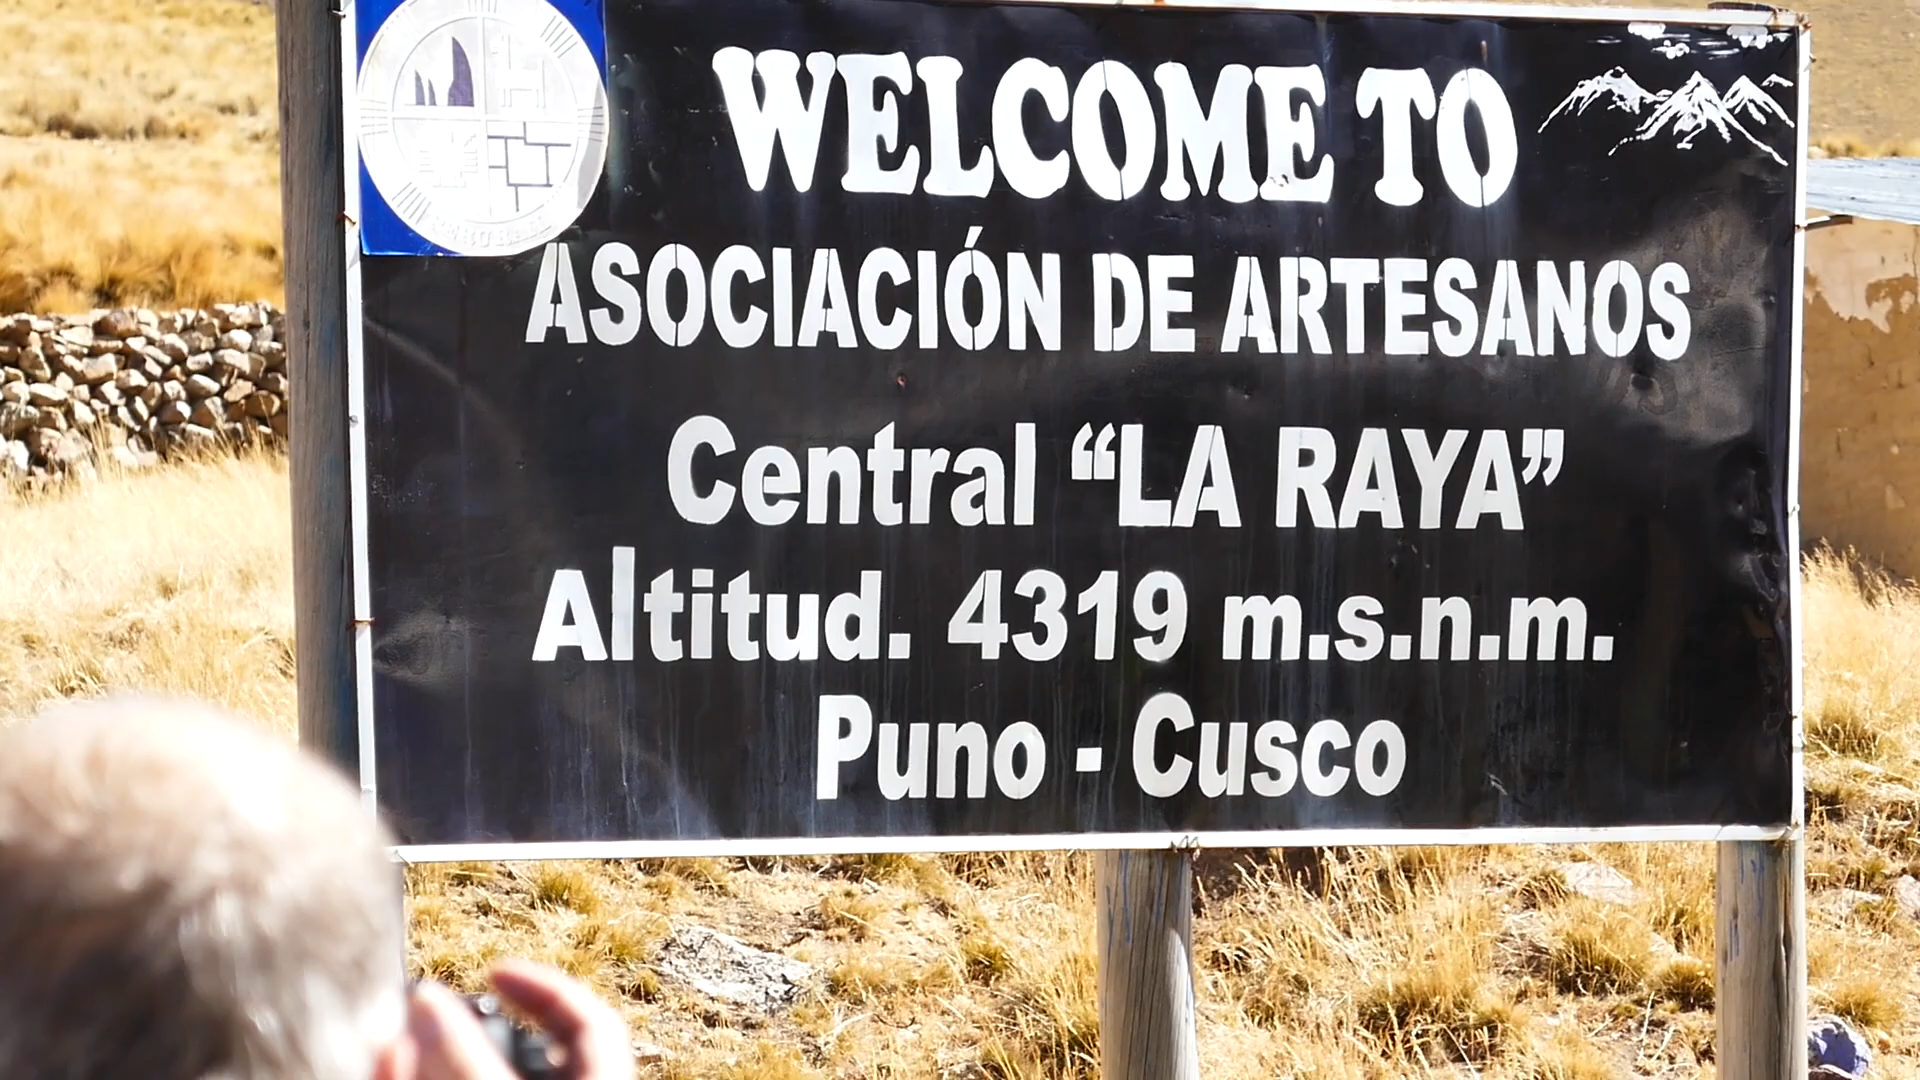 WELCOME TO
ASOCIACIÓN DE ARTESANOS
Central “LA RAYA”
Altitud. 4319 m.s.n.m.
Puno - Cusco